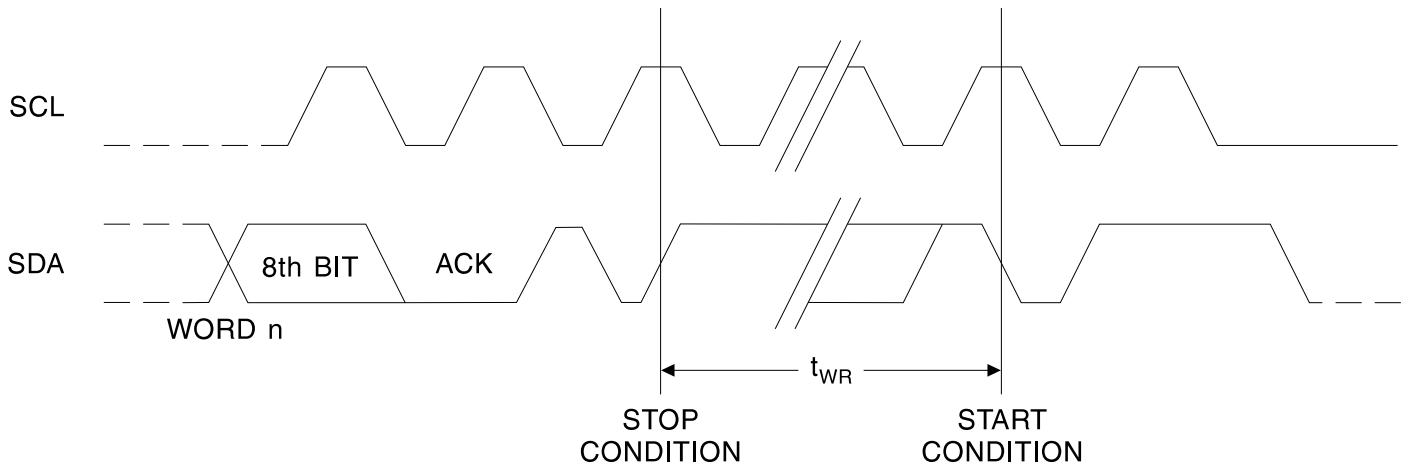 SCL
SDA
8th BIT
ACK
WORD n
tWR
STOP
CONDITION
START
CONDITION